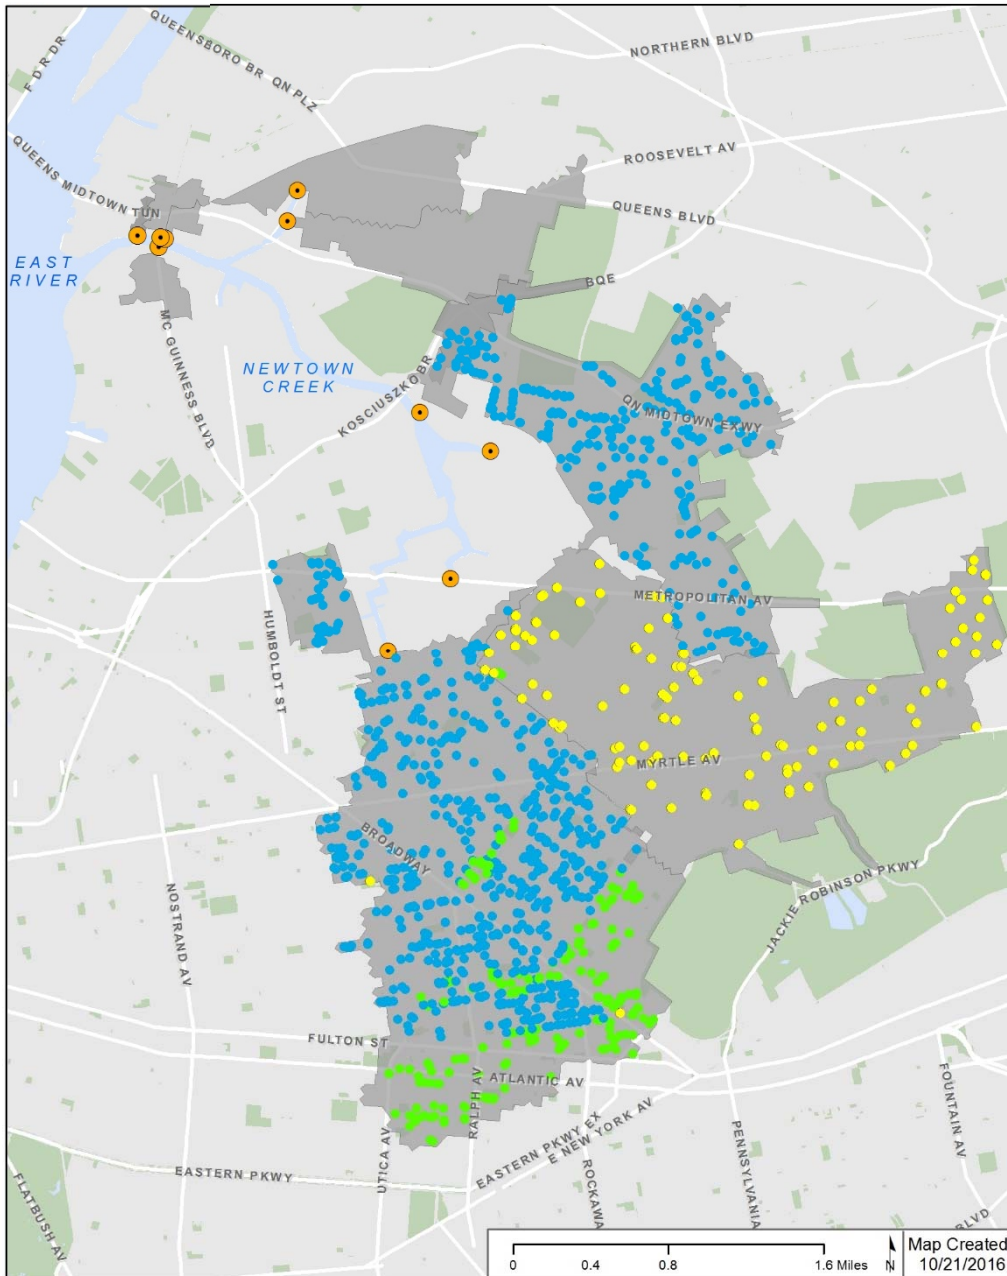 QUEENSBORO BR QN PLZ
NORTHERN BLVD
F D R DR
ROOSEVELT AV
QUEENS MIDTOWN TUN
QUEENS BLVD
EAST
RIVER
BQE
MC GUINNESS BLVD
NEWTOWN
CREEK
KOSCIUSZKO BR
QN MIDTOWN EXWY
METROPOLITAN AV
HUMBOLDT ST
MYRTLE AV
BROADWAY
JACKIE ROBINSON PKWY
NOSTRAND AV
FULTON ST
ATLANTIC AV
RALPH AV
UTICA AV
EASTERN PKWY EX
E NEW YORK AV
FOUNTAIN AV
PENNSYLVANIA
ROCKAWA
EASTERN PKWY
FLATBUSH AV
BLVD
0 0.4 0.8 1.6 Miles
N
Map Created
10/21/2016